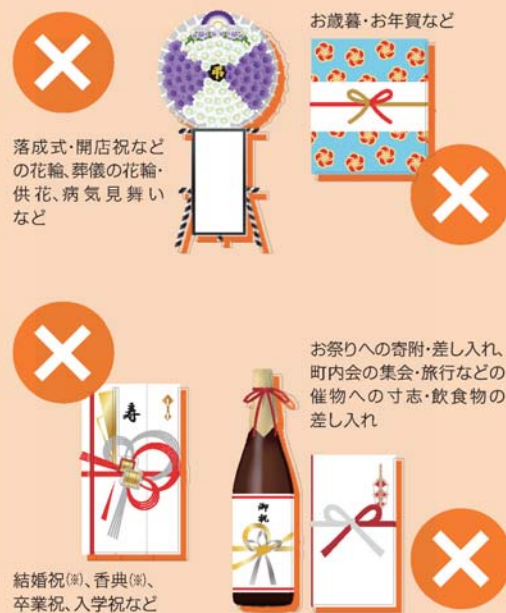 お歳暮・お年賀など
弔
落成式・開店祝など
の花輪、葬儀の花輪・
供花、病気見舞い
など
お祭りへの寄附・差し入れ、
町内会の集会・旅行などの
催物への寸志・飲食物の
差し入れ
寿
御祝
結婚祝(※)、香典(※)、
卒業祝、入学祝など